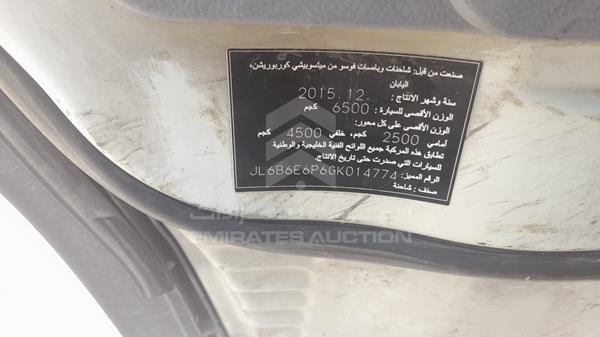 صنعت من قبل: شاحنات وباصات فوسو من ميتسوبيشي كوربوريشن،
اليابان
سنة وشهر الانتاج : 2015.12.
الوزن الأقصى للسيارة : 6500 كجم
الوزن الأقصى على كل محور:
أمامي 2500 كجم، خلفي 4500 كجم
تطابق هذه المركبة جميع اللوائح الفنية الخليجية والوطنية
للسيارات التي صدرت حتى تاريخ الانتاج.
الرقم المميز: JL6B6E6P6GK014774
صنف : شاحنة
EMIRATES AUCTION